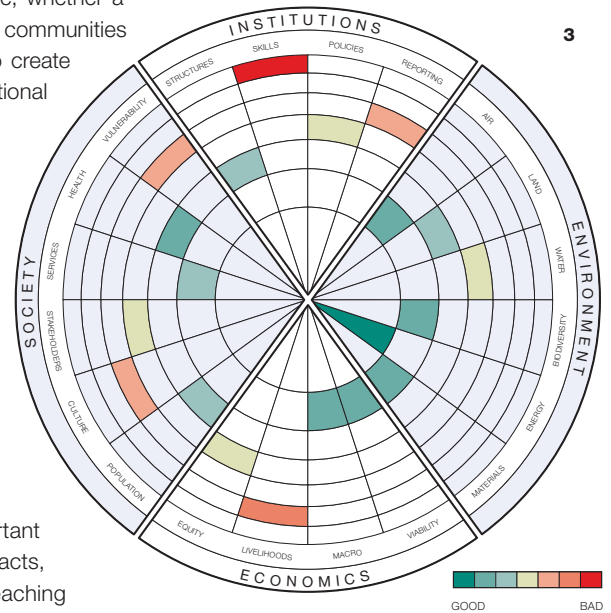 , whether a
communities
create
tional
3
INSTITUTIONS
STRUCTURES
SKILLS
POLICIES
REPORTING
ENVIRONMENT
AIR
LAND
WATER
BIODIVERSITY
ENERGY
MATERIALS
ECONOMICS
VIABILITY
MACRO
LIVELIHOODS
EQUITY
SOCIETY
POPULATION
CULTURE
STAKEHOLDERS
SERVICES
HEALTH
VULNERABILITY
rtant
acts,
eaching
GOOD
BAD